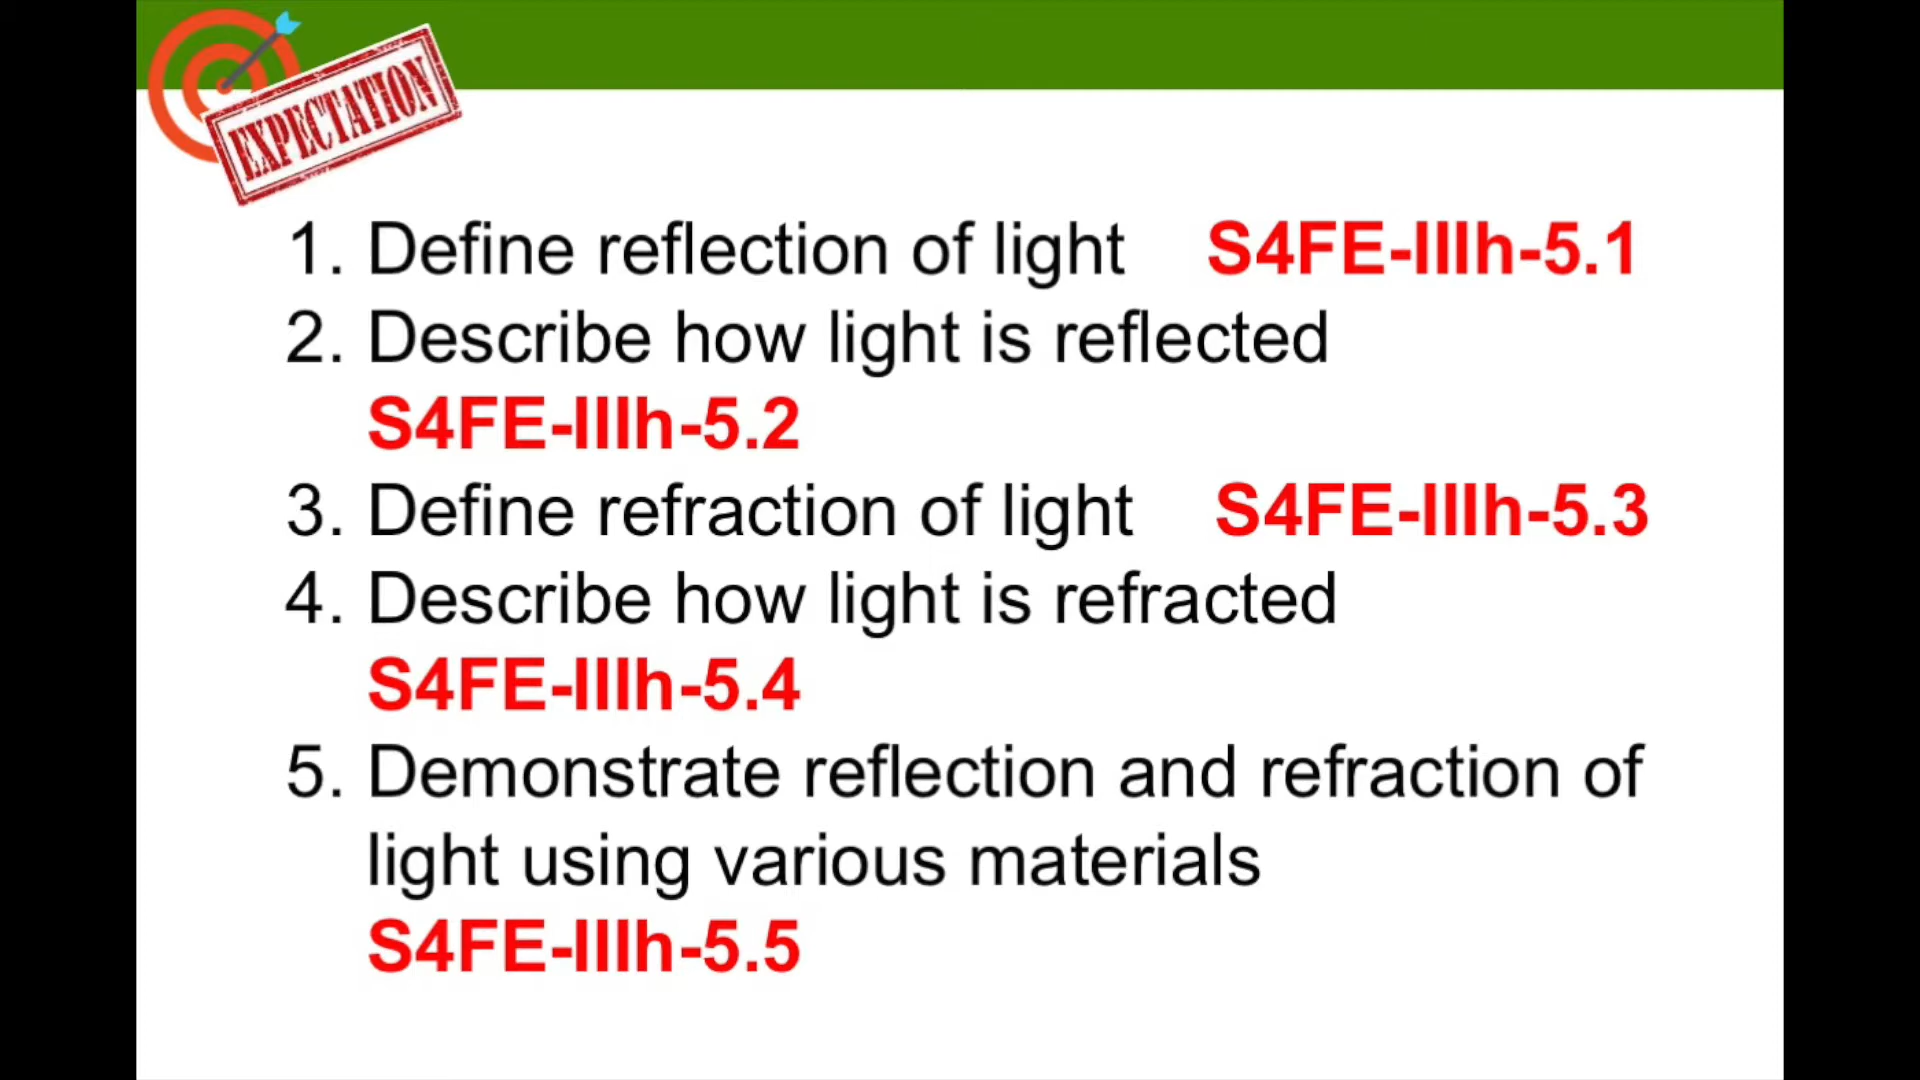 EXPECTATION
1. Define reflection of light S4FE-IIIh-5.1
2. Describe how light is reflected
S4FE-IIIh-5.2
3. Define refraction of light S4FE-IIIh-5.3
4. Describe how light is refracted
S4FE-IIIh-5.4
5. Demonstrate reflection and refraction of
light using various materials
S4FE-IIIh-5.5